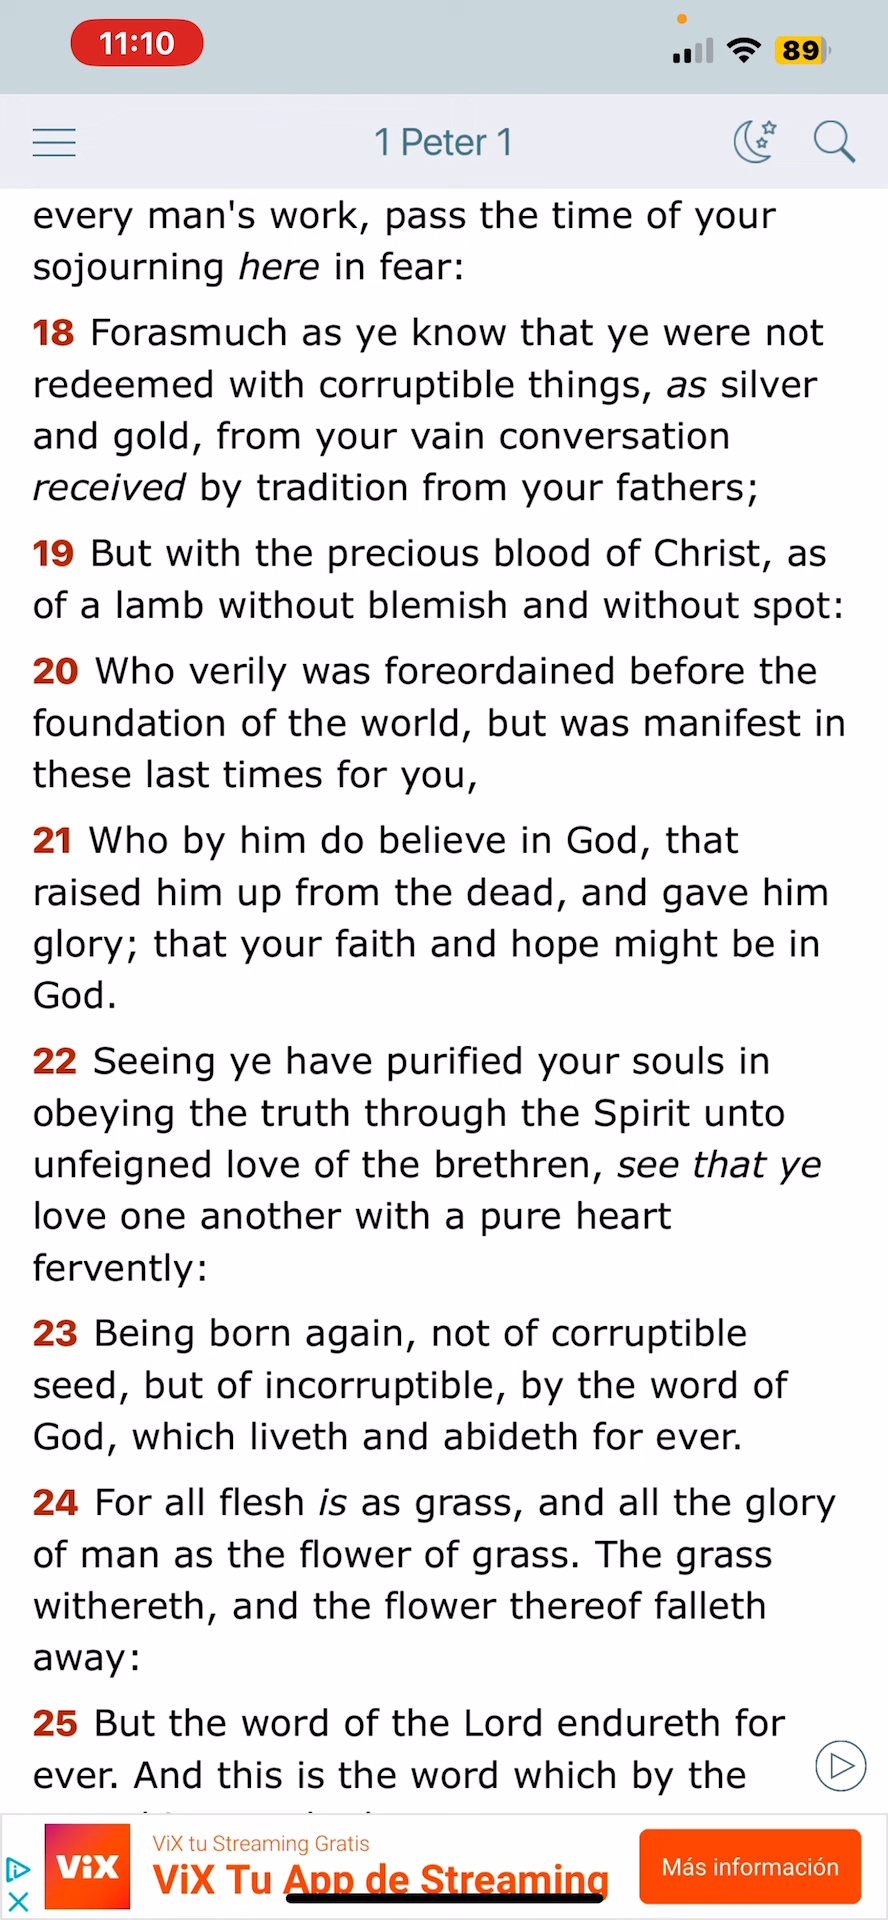 11:10
89
1 Peter 1
every man's work, pass the time of your
sojourning here in fear:
18 Forasmuch as ye know that ye were not
redeemed with corruptible things, as silver
and gold, from your vain conversation
received by tradition from your fathers;
19 But with the precious blood of Christ, as
of a lamb without blemish and without spot:
20 Who verily was foreordained before the
foundation of the world, but was manifest in
these last times for you,
21 Who by him do believe in God, that
raised him up from the dead, and gave him
glory; that your faith and hope might be in
God.
22 Seeing ye have purified your souls in
obeying the truth through the Spirit unto
unfeigned love of the brethren, see that ye
love one another with a pure heart
fervently:
23 Being born again, not of corruptible
seed, but of incorruptible, by the word of
God, which liveth and abideth for ever.
24 For all flesh is as grass, and all the glory
of man as the flower of grass. The grass
withereth, and the flower thereof falleth
away:
25 But the word of the Lord endureth for
ever. And this is the word which by the
ViX
ViX tu Streaming Gratis
ViX Tu App de Streaming
Más información